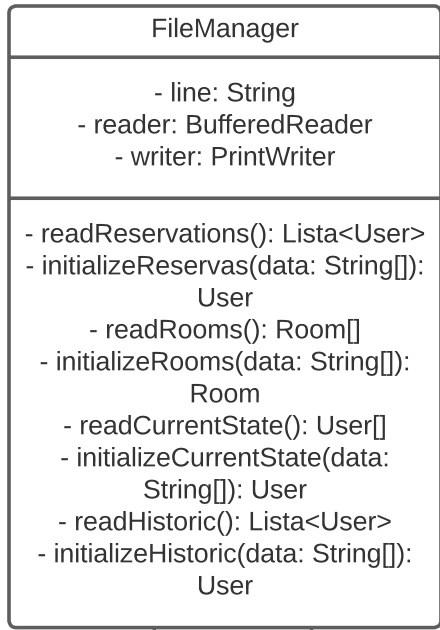 FileManager
- line: String
- reader: BufferedReader
- writer: PrintWriter
- readReservations(): Lista<User>
- initializeReservas(data: String[]):
User
- readRooms(): Room[]
- initializeRooms(data: String[]):
Room
- readCurrentState(): User[]
- initializeCurrentState(data:
String[]): User
- readHistoric(): Lista<User>
- initializeHistoric(data: String[]):
User